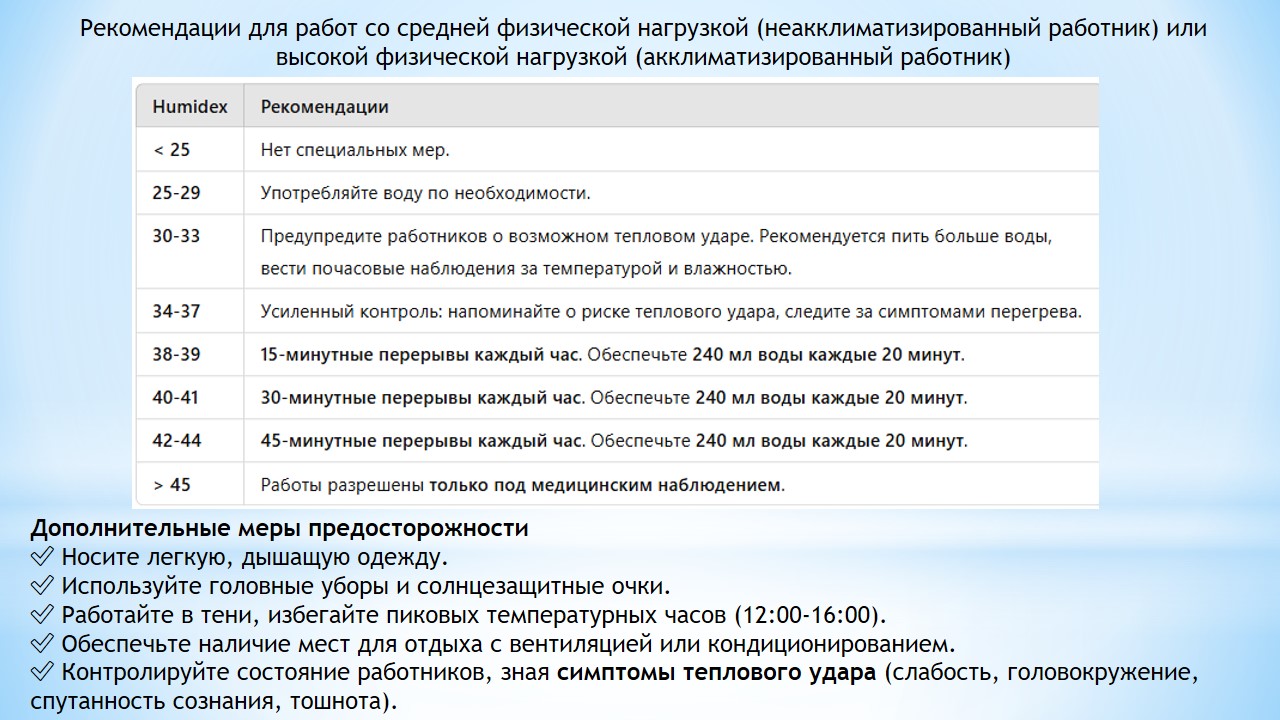 Рекомендации для работ со средней физической нагрузкой (неакклиматизированный работник) или
высокой физической нагрузкой (акклиматизированный работник)
Humidex Рекомендации
< 25 Нет специальных мер.
25-29 Употребляйте воду по необходимости.
30-33 Предупредите работников о возможном тепловом ударе. Рекомендуется пить больше воды,
вести почасовые наблюдения за температурой и влажностью.
34-37 Усиленный контроль: напоминайте о риске теплового удара, следите за симптомами перегрева.
38-39 15-минутные перерывы каждый час. Обеспечьте 240 мл воды каждые 20 минут.
40-41 30-минутные перерывы каждый час. Обеспечьте 240 мл воды каждые 20 минут.
42-44 45-минутные перерывы каждый час. Обеспечьте 240 мл воды каждые 20 минут.
> 45 Работы разрешены только под медицинским наблюдением.
Дополнительные меры предосторожности
✅ Носите легкую, дышащую одежду.
✅ Используйте головные уборы и солнцезащитные очки.
✅ Работайте в тени, избегайте пиковых температурных часов (12:00-16:00).
✅ Обеспечьте наличие мест для отдыха с вентиляцией или кондиционированием.
✅ Контролируйте состояние работников, зная симптомы теплового удара (слабость, головокружение,
спутанность сознания, тошнота).